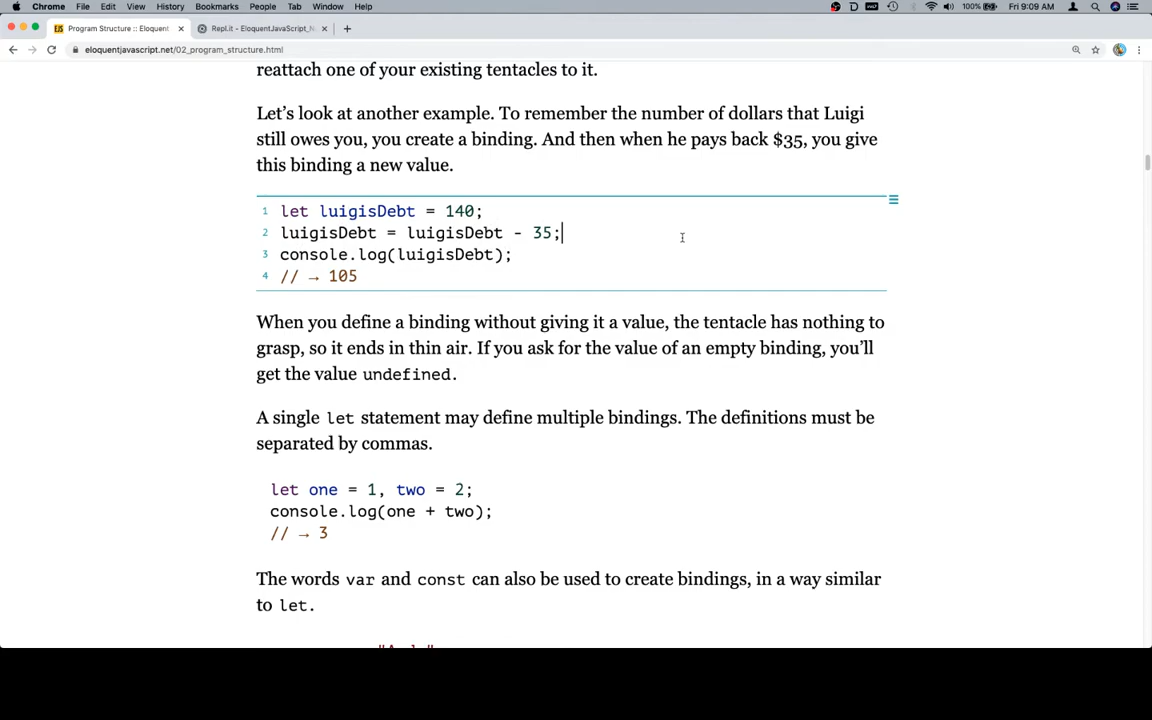 Chrome File Edit View History Bookmarks People Tab Window Help 100% Fri 9:09 AM
Program Structure :: Eloquent Repl.it - EloquentJavaScript_N
eloquentjavascript.net/02_program_structure.html
reattach one of your existing tentacles to it.
Let’s look at another example. To remember the number of dollars that Luigi
still owes you, you create a binding. And then when he pays back $35, you give
this binding a new value.
1 let luigisDebt = 140;
2 luigisDebt = luigisDebt - 35;
3 console.log(luigisDebt);
4 // → 105
When you define a binding without giving it a value, the tentacle has nothing to
grasp, so it ends in thin air. If you ask for the value of an empty binding, you’ll
get the value undefined.
A single let statement may define multiple bindings. The definitions must be
separated by commas.
let one = 1, two = 2;
console.log(one + two);
// → 3
The words var and const can also be used to create bindings, in a way similar
to let.